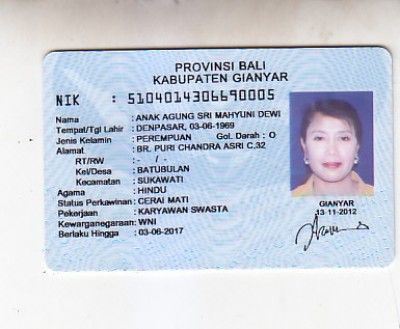 PROVINSI BALI
KABUPATEN GIANYAR
NIK : 5104014306690005
Nama : ANAK AGUNG SRI MAHYUNI DEWI
Tempat/Tgl Lahir : DENPASAR, 03-06-1969
Jenis Kelamin : PEREMPUAN Gol. Darah : O
Alamat : BR. PURI CHANDRA ASRI C,32
RT/RW : - / -
Kel/Desa : BATUBULAN
Kecamatan : SUKAWATI
Agama : HINDU
Status Perkawinan: CERAI MATI
Pekerjaan : KARYAWAN SWASTA
Kewarganegaraan: WNI
Berlaku Hingga : 03-06-2017
GIANYAR
13-11-2012